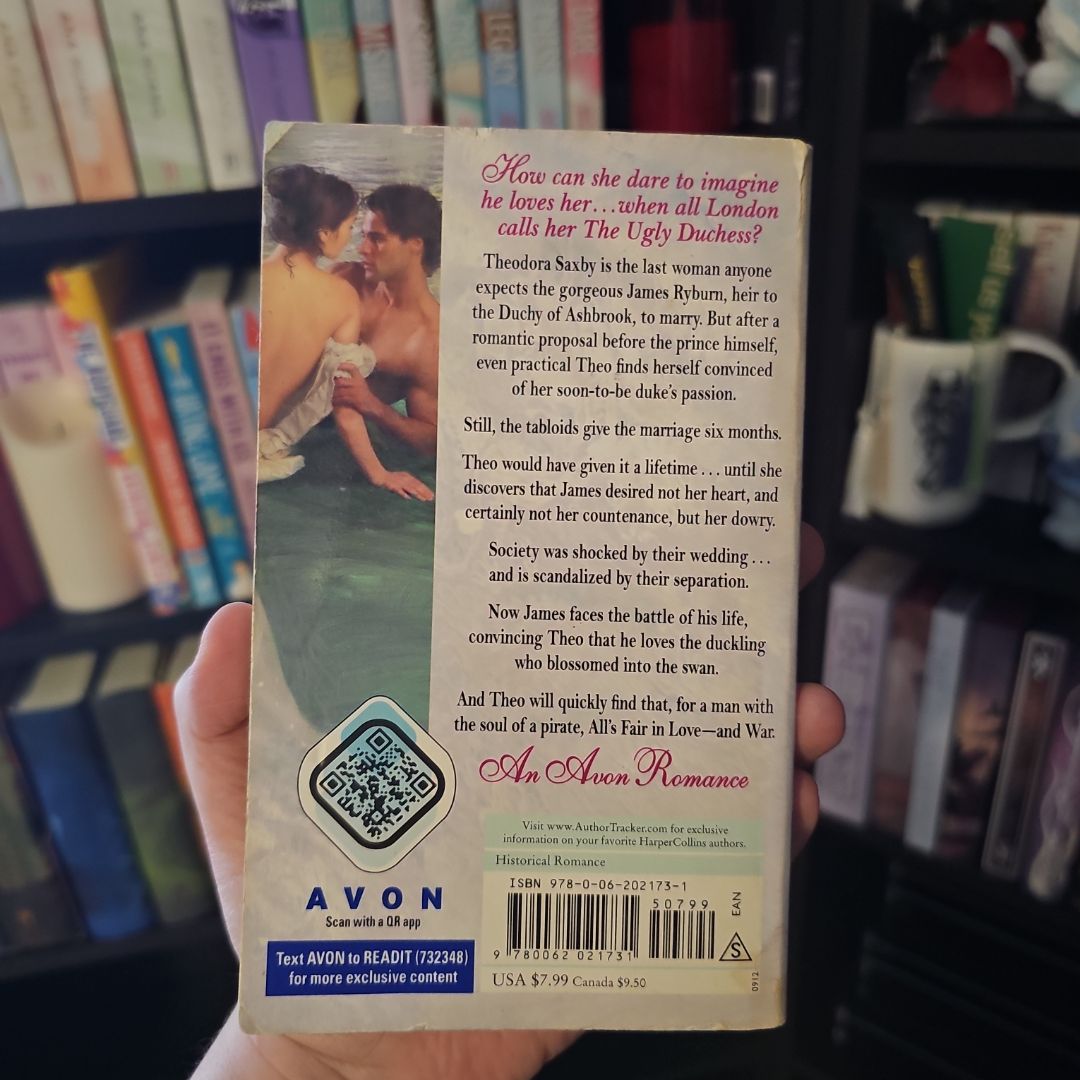 How can she dare to imagine
he loves her...when all London
calls her The Ugly Duchess?
Theodora Saxby is the last woman anyone
expects the gorgeous James Ryburn, heir to
the Duchy of Ashbrook, to marry. But after a
romantic proposal before the prince himself,
even practical Theo finds herself convinced
of her soon-to-be duke's passion.
Still, the tabloids give the marriage six months.
Theo would have given it a lifetime . . . until she
discovers that James desired not her heart, and
certainly not her countenance, but her dowry.
Society was shocked by their wedding . . .
and is scandalized by their separation.
Now James faces the battle of his life,
convincing Theo that he loves the duckling
who blossomed into the swan.
And Theo will quickly find that, for a man with
the soul of a pirate, All's Fair in Love—and War.
An Avon Romance
Visit www.AuthorTracker.com for exclusive
information on your favorite HarperCollins authors.
Historical Romance
ISBN 978-0-06-202173-1
50799
EAN
S
9 780062 021731
USA $7.99 Canada $9.50
0912
AVON
Scan with a QR app
Text AVON to READIT (732348)
for more exclusive content
LEGACY